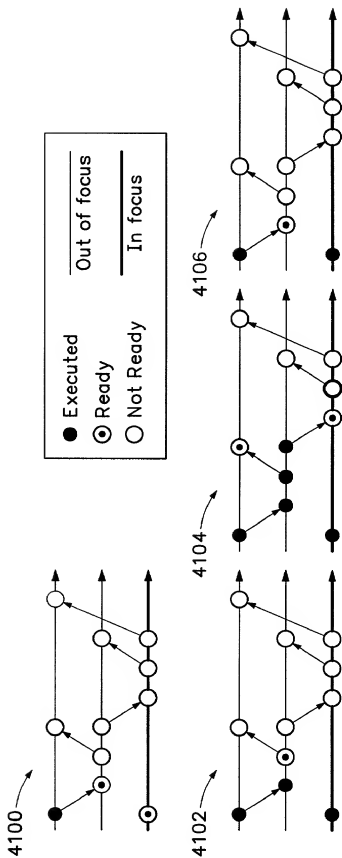 4100
Executed
Ready
Not Ready
Out of focus
In focus
4102
4104
4106